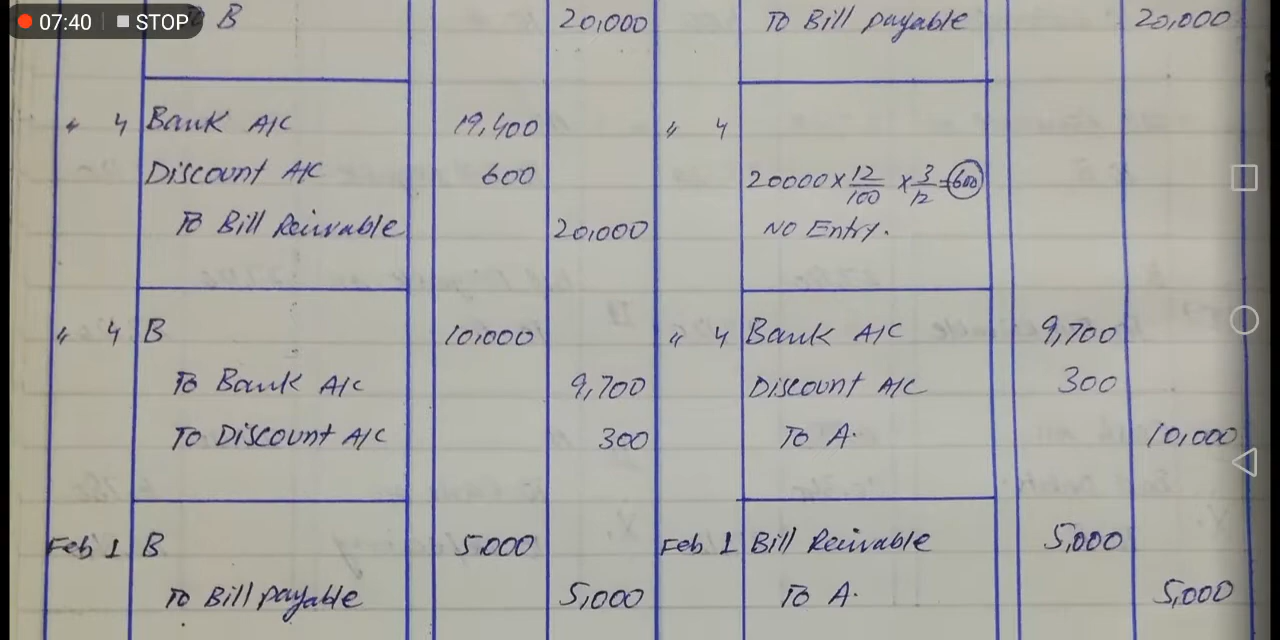 07:40 STOP
B 20,000 To Bill payable 20,000
" 4 Bank A/C 19,400 " 4
Discount A/C 600 20000 × 12/100 × 3/12 = 600
To Bill Reivable 20,000 NO Entry.
" 4 B 10,000 " 4 Bank A/C 9,700
To Bank A/C 9,700 Discount A/C 300
To Discount A/C 300 To A. 10,000
Feb 1 B 5,000 Feb 1 Bill Reivable 5,000
To Bill payable 5,000 To A. 5,000